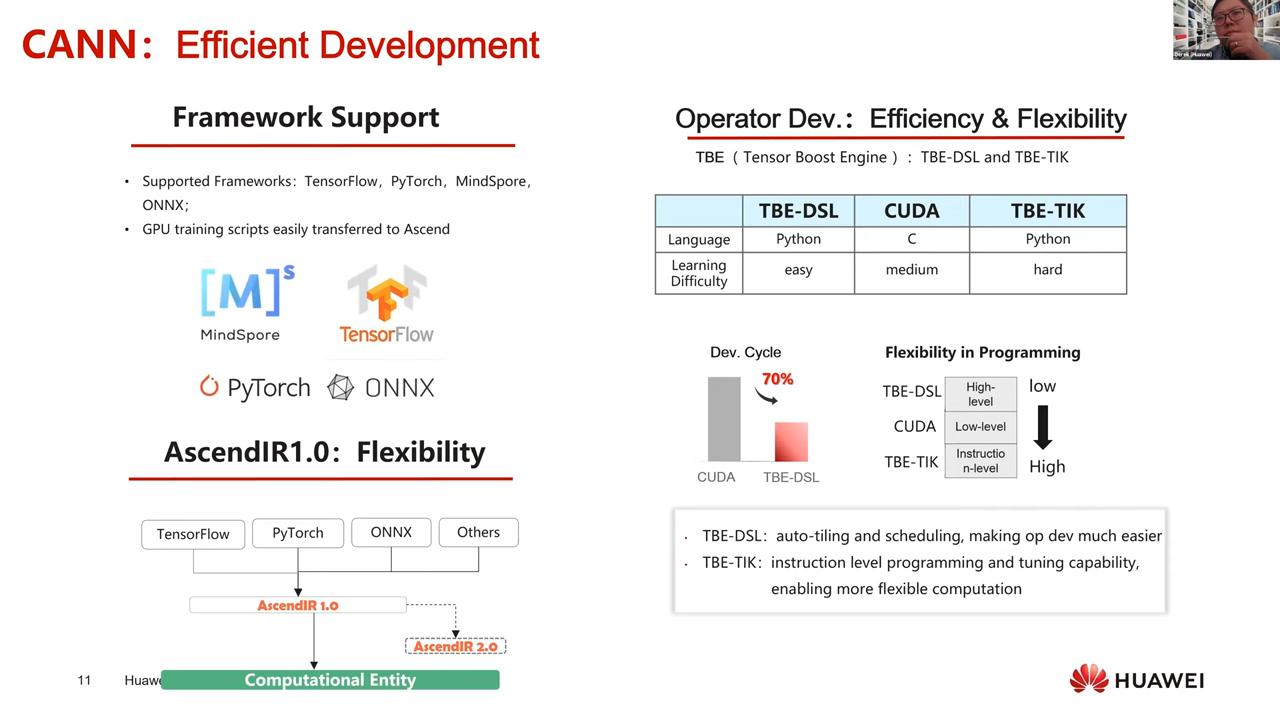 CANN：Efficient Development
Derek (Huawei)
Framework Support
• Supported Frameworks：TensorFlow，PyTorch，MindSpore，
ONNX；
• GPU training scripts easily transferred to Ascend
[M]s
MindSpore
TensorFlow
PyTorch
ONNX
AscendIR1.0：Flexibility
TensorFlow
PyTorch
ONNX
Others
AscendIR 1.0
AscendIR 2.0
Computational Entity
11
Huawe
Operator Dev.：Efficiency & Flexibility
TBE（Tensor Boost Engine）：TBE-DSL and TBE-TIK
TBE-DSL CUDA TBE-TIK
Language Python C Python
Learning
Difficulty easy medium hard
Dev. Cycle
70%
CUDA
TBE-DSL
Flexibility in Programming
TBE-DSL
High-
level
low
CUDA
Low-level
TBE-TIK
Instructio
n-level
High
· TBE-DSL：auto-tiling and scheduling, making op dev much easier
· TBE-TIK：instruction level programming and tuning capability,
enabling more flexible computation
HUAWEI